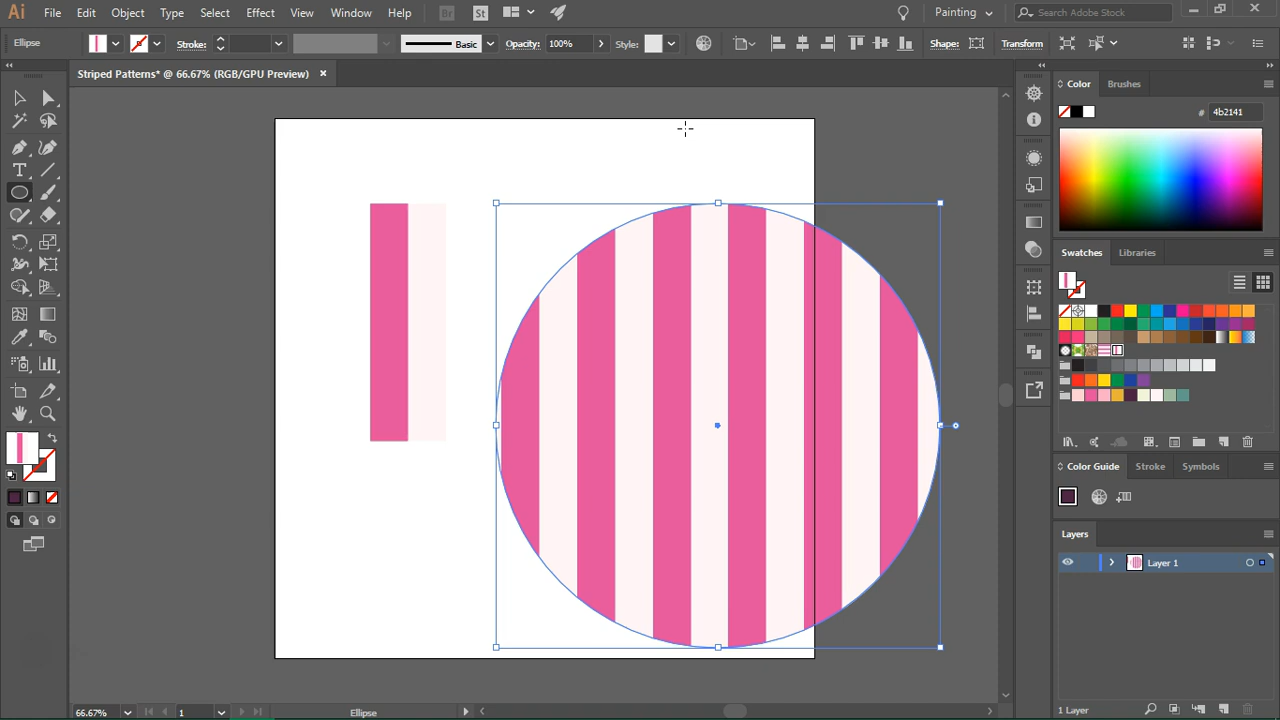 Ai File Edit Object Type Select Effect View Window Help Br St Painting Search Adobe Stock
Ellipse Stroke: Basic Opacity: 100% Style: Shape: Transform
Striped Patterns* @ 66.67% (RGB/GPU Preview) ×
Color Brushes
# 4b2141
Swatches Libraries
Color Guide Stroke Symbols
Layers
Layer 1
1 Layer
66.67% 1 Ellipse